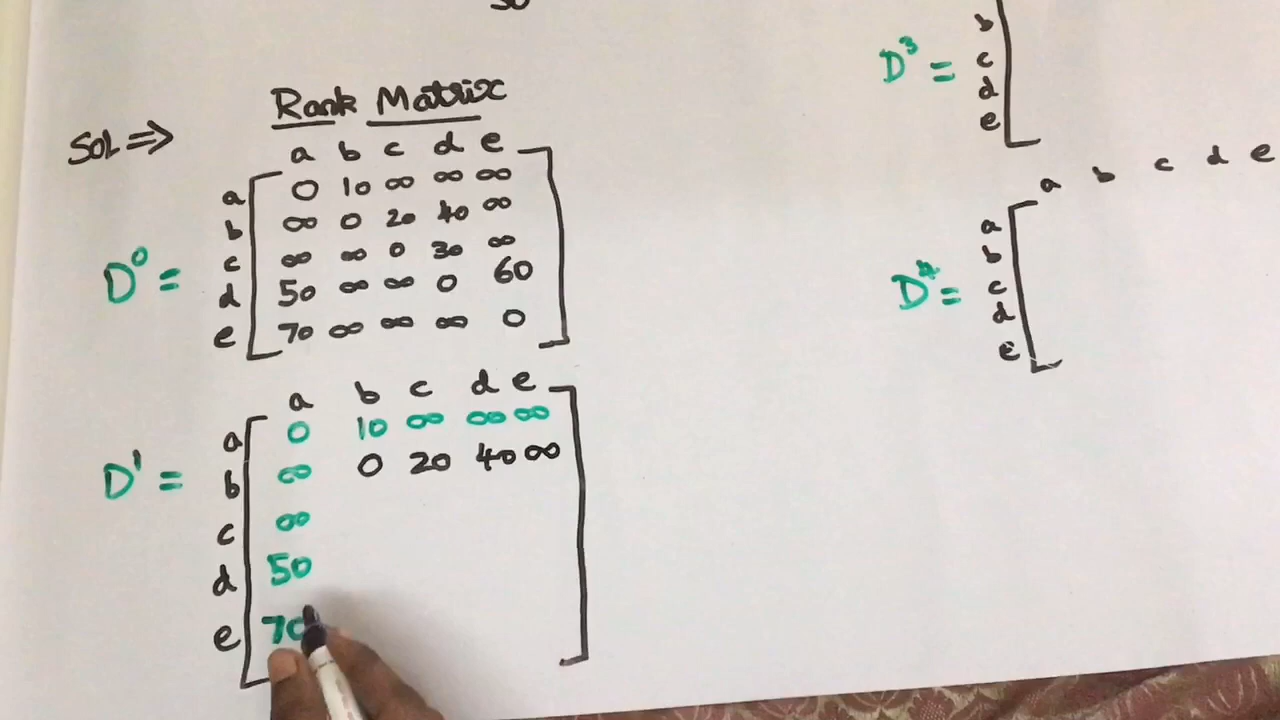 Rank Matrix
SOL ⇒
a b c d e
D⁰ =
a 0 10 ∞ ∞ ∞
b ∞ 0 20 40 ∞
c ∞ ∞ 0 30 ∞
d 50 ∞ ∞ 0 60
e 70 ∞ ∞ ∞ 0
a b c d e
D¹ =
a 0 10 ∞ ∞ ∞
b ∞ 0 20 40 ∞
c ∞
d 50
e 70
D³ =
b
c
d
e
a b c d e
D⁴ =
a
b
c
d
e